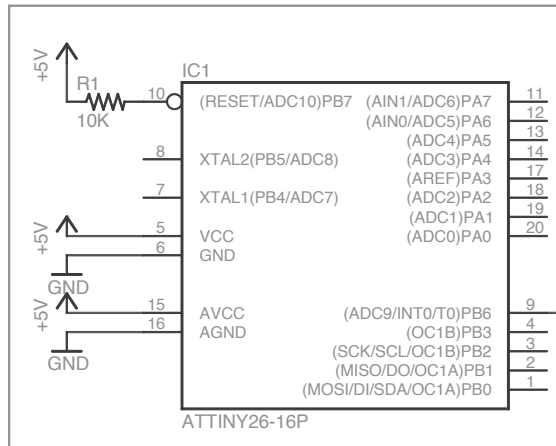 IC1
+5V
R1
10K
10 (RESET/ADC10)PB7 (AIN1/ADC6)PA7 11
(AIN0/ADC5)PA6 12
(ADC4)PA5 13
8 XTAL2(PB5/ADC8) (ADC3)PA4 14
(AREF)PA3 17
7 XTAL1(PB4/ADC7) (ADC2)PA2 18
(ADC1)PA1 19
+5V 5 VCC (ADC0)PA0 20
6 GND
GND
+5V 15 AVCC (ADC9/INT0/T0)PB6 9
16 AGND (OC1B)PB3 4
GND (SCK/SCL/OC1B)PB2 3
(MISO/DO/OC1A)PB1 2
(MOSI/DI/SDA/OC1A)PB0 1
ATTINY26-16P